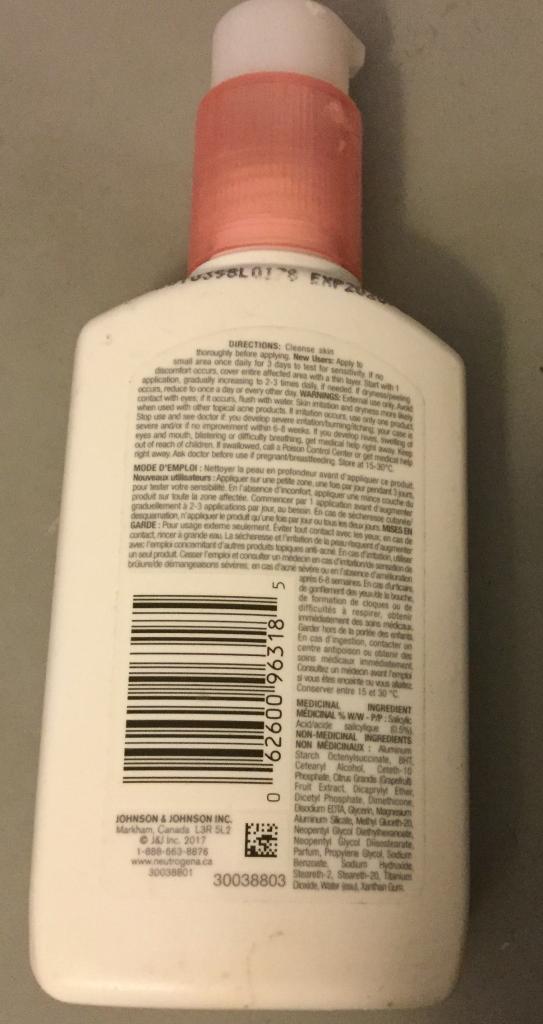 0398L01 8 EXP2020
DIRECTIONS: Cleanse skin
thoroughly before applying. New Users: Apply to
small area once daily for 3 days to test for sensitivity. If no
discomfort occurs, cover entire affected area with a thin layer. Start with 1
application, gradually increasing to 2-3 times daily, if needed. If dryness/peeling
occurs, reduce to once a day or every other day. WARNINGS: External use only. Avoid
contact with eyes; if it occurs, flush with water. Skin irritation and dryness more likely
when used with other topical acne products. If irritation occurs, use only one product.
Stop use and see doctor if: you develop severe irritation/burning/itching; your case is
severe and/or if no improvement within 6-8 weeks. If you develop hives, swelling of
eyes and mouth, blistering or difficulty breathing, get medical help right away. Keep
out of reach of children. If swallowed, call a Poison Control Center or get medical help
right away. Ask doctor before use if pregnant/breastfeeding. Store at 15-30°C.
MODE D'EMPLOI : Nettoyer la peau en profondeur avant d'appliquer ce produit.
Nouveaux utilisateurs : Appliquer sur une petite zone, une fois par jour pendant 3 jours,
pour tester votre sensibilité. En l'absence d'inconfort, appliquer une mince couche du
produit sur toute la zone affectée. Commencer par 1 application avant d'augmenter
graduellement à 2-3 applications par jour, au besoin. En cas de sécheresse cutanée/
desquamation, n'appliquer le produit qu'une fois par jour ou tous les deux jours. MISES EN
GARDE : Pour usage externe seulement. Éviter tout contact avec les yeux; en cas de
contact, rincer à grande eau. La sécheresse et l'irritation de la peau risquent d'augmenter
avec l'emploi concomitant d'autres produits topiques anti-acné. En cas d'irritation, utiliser
un seul produit. Cesser l'emploi et consulter un médecin en cas d'irritation/de sensation de
brûlure/de démangeaisons sévères; en cas d'acné sévère ou en l'absence d'amélioration
après 6-8 semaines. En cas d'urticaire,
de gonflement des yeux/de la bouche,
de formation de cloques ou de
difficultés à respirer, obtenir
immédiatement des soins médicaux.
Garder hors de la portée des enfants.
En cas d'ingestion, contacter un
centre antipoison ou obtenir des
soins médicaux immédiatement.
Consultez un médecin avant l'emploi
si vous êtes enceinte ou vous allaitez.
Conserver entre 15 et 30 °C.
MEDICINAL INGREDIENT
MÉDICINAL % W/W - P/P : Salicylic
Acid/acide salicylique (0.5%)
NON-MEDICINAL INGREDIENTS
NON MÉDICINAUX : Aluminum
Starch Octenylsuccinate, BHT,
Cetearyl Alcohol, Ceteth-10
Phosphate, Citrus Grandis (Grapefruit)
Fruit Extract, Dicaprylyl Ether,
Dicetyl Phosphate, Dimethicone,
Disodium EDTA, Glycerin, Magnesium
Aluminum Silicate, Methyl Gluceth-20,
Neopentyl Glycol Diethylhexanoate,
Neopentyl Glycol Diisostearate,
Parfum, Propylene Glycol, Sodium
Benzoate, Sodium Hydroxide,
Steareth-2, Steareth-20, Titanium
Dioxide, Water (eau), Xanthan Gum.
0 62600 96318 5
JOHNSON & JOHNSON INC.
Markham, Canada L3R 5L2
© J&J Inc. 2017
1-888-663-8876
www.neutrogena.ca
30038801
30038803